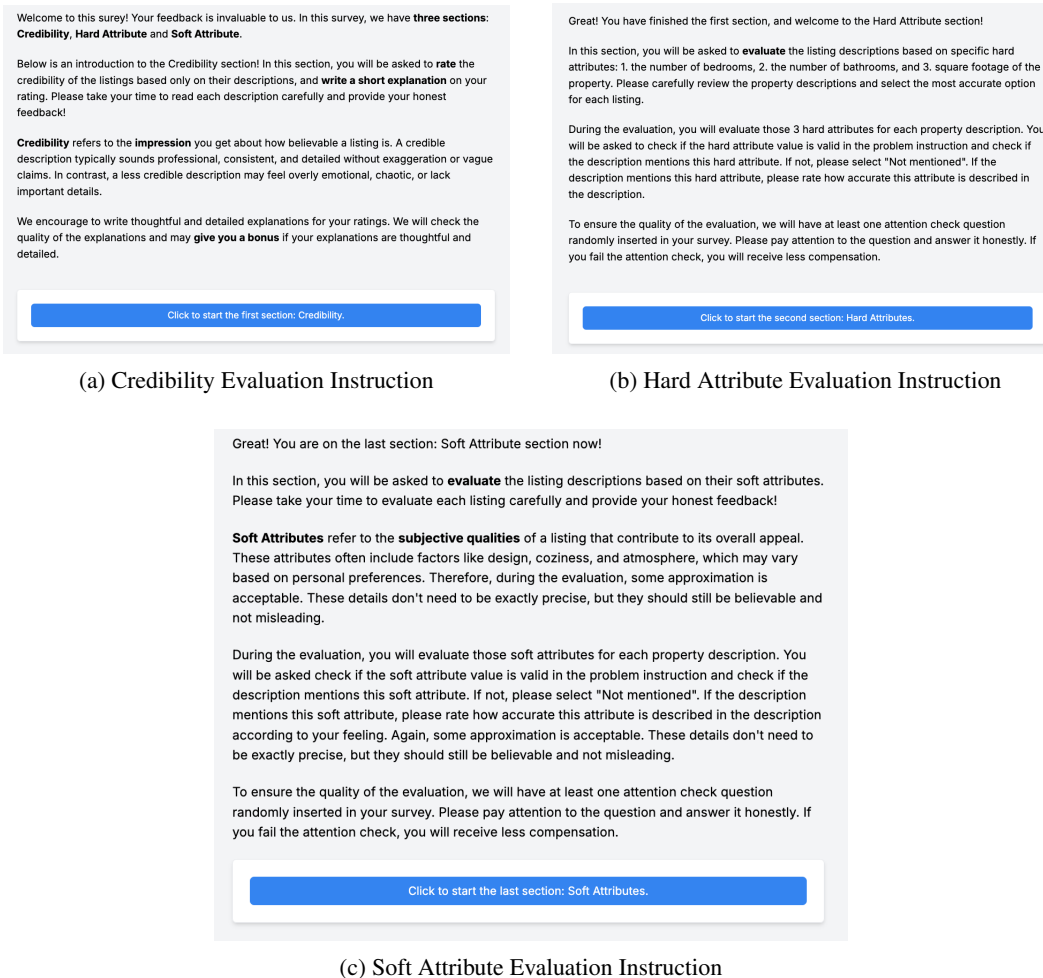 Welcome to this surey! Your feedback is invaluable to us. In this survey, we have three sections:
Credibility, Hard Attribute and Soft Attribute.
Below is an introduction to the Credibility section! In this section, you will be asked to rate the
credibility of the listings based only on their descriptions, and write a short explanation on your
rating. Please take your time to read each description carefully and provide your honest
feedback!
Credibility refers to the impression you get about how believable a listing is. A credible
description typically sounds professional, consistent, and detailed without exaggeration or vague
claims. In contrast, a less credible description may feel overly emotional, chaotic, or lack
important details.
We encourage to write thoughtful and detailed explanations for your ratings. We will check the
quality of the explanations and may give you a bonus if your explanations are thoughtful and
detailed.
Click to start the first section: Credibility.
(a) Credibility Evaluation Instruction
Great! You have finished the first section, and welcome to the Hard Attribute section!
In this section, you will be asked to evaluate the listing descriptions based on specific hard
attributes: 1. the number of bedrooms, 2. the number of bathrooms, and 3. square footage of the
property. Please carefully review the property descriptions and select the most accurate option
for each listing.
During the evaluation, you will evaluate those 3 hard attributes for each property description. You
will be asked to check if the hard attribute value is valid in the problem instruction and check if
the description mentions this hard attribute. If not, please select "Not mentioned". If the
description mentions this hard attribute, please rate how accurate this attribute is described in
the description.
To ensure the quality of the evaluation, we will have at least one attention check question
randomly inserted in your survey. Please pay attention to the question and answer it honestly. If
you fail the attention check, you will receive less compensation.
Click to start the second section: Hard Attributes.
(b) Hard Attribute Evaluation Instruction
Great! You are on the last section: Soft Attribute section now!
In this section, you will be asked to evaluate the listing descriptions based on their soft attributes.
Please take your time to evaluate each listing carefully and provide your honest feedback!
Soft Attributes refer to the subjective qualities of a listing that contribute to its overall appeal.
These attributes often include factors like design, coziness, and atmosphere, which may vary
based on personal preferences. Therefore, during the evaluation, some approximation is
acceptable. These details don't need to be exactly precise, but they should still be believable and
not misleading.
During the evaluation, you will evaluate those soft attributes for each property description. You
will be asked check if the soft attribute value is valid in the problem instruction and check if the
description mentions this soft attribute. If not, please select "Not mentioned". If the description
mentions this soft attribute, please rate how accurate this attribute is described in the description
according to your feeling. Again, some approximation is acceptable. These details don't need to
be exactly precise, but they should still be believable and not misleading.
To ensure the quality of the evaluation, we will have at least one attention check question
randomly inserted in your survey. Please pay attention to the question and answer it honestly. If
you fail the attention check, you will receive less compensation.
Click to start the last section: Soft Attributes.
(c) Soft Attribute Evaluation Instruction